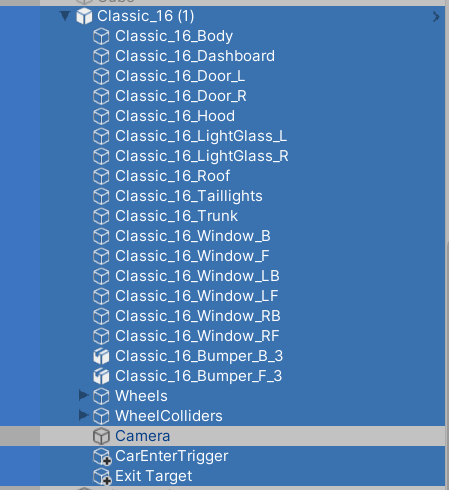 Classic_16 (1)
Classic_16_Body
Classic_16_Dashboard
Classic_16_Door_L
Classic_16_Door_R
Classic_16_Hood
Classic_16_LightGlass_L
Classic_16_LightGlass_R
Classic_16_Roof
Classic_16_Taillights
Classic_16_Trunk
Classic_16_Window_B
Classic_16_Window_F
Classic_16_Window_LB
Classic_16_Window_LF
Classic_16_Window_RB
Classic_16_Window_RF
Classic_16_Bumper_B_3
Classic_16_Bumper_F_3
Wheels
WheelColliders
Camera
CarEnterTrigger
Exit Target